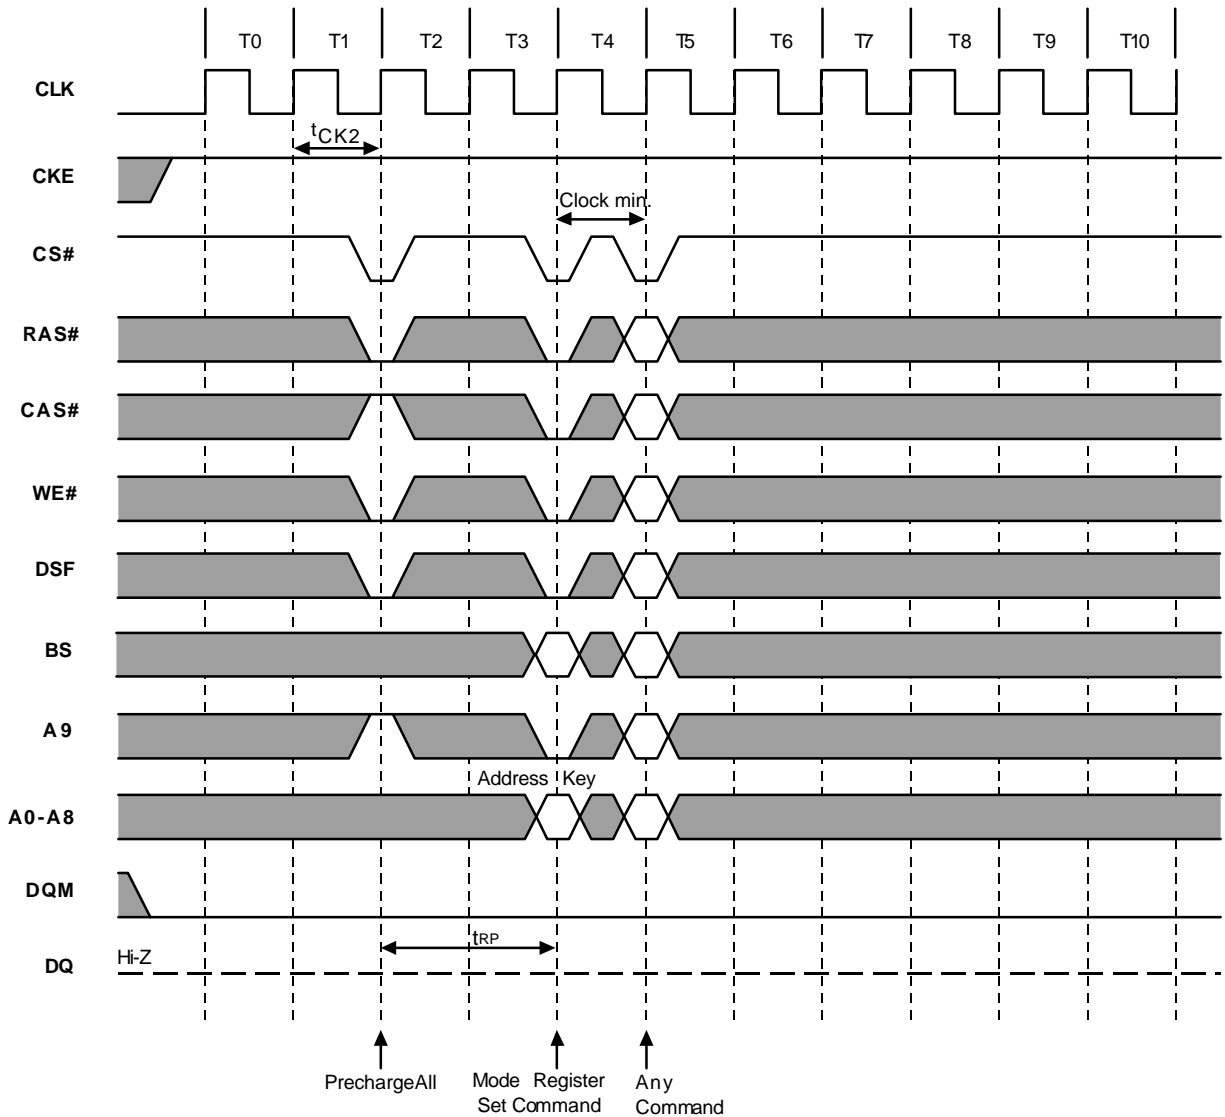 T0 T1 T2 T3 T4 T5 T6 T7 T8 T9 T10
CLK
tCK2
CKE
Clock min.
CS#
RAS#
CAS#
WE#
DSF
BS
A9
Address Key
A0-A8
DQM
tRP
Hi-Z
DQ
PrechargeAll
Mode Register
Set Command
Any
Command